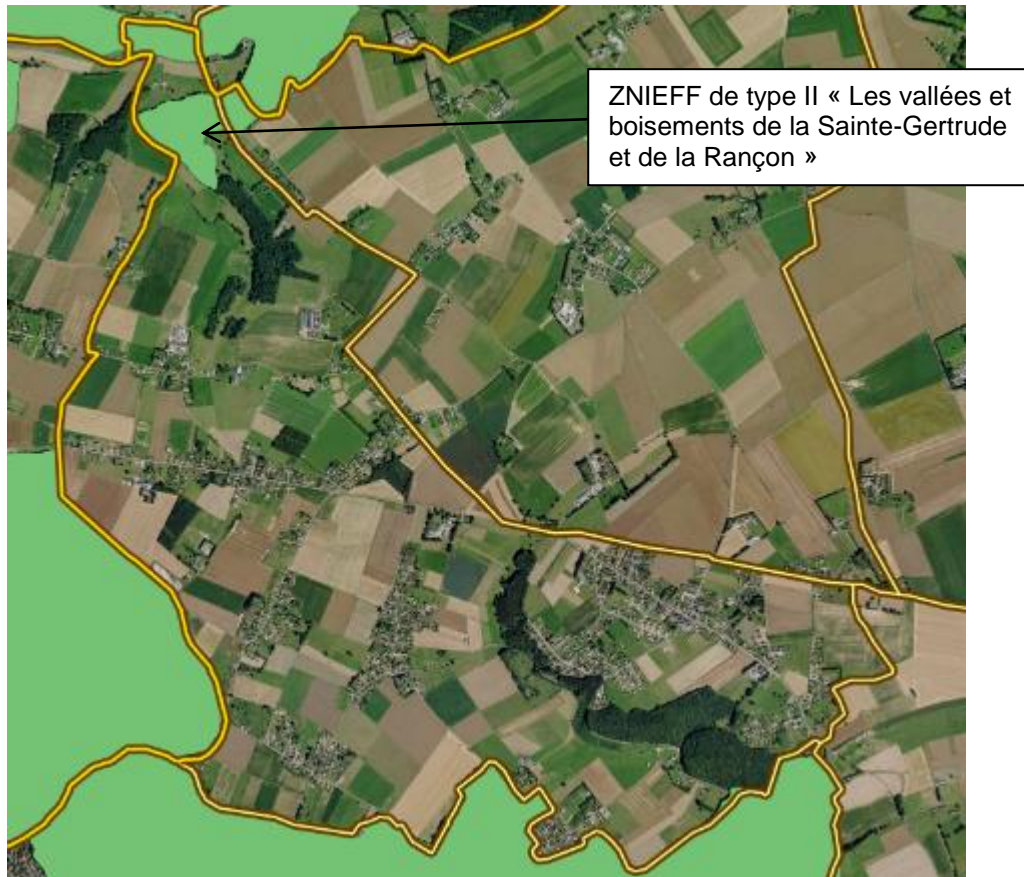 ZNIEFF de type II « Les vallées et
boisements de la Sainte-Gertrude
et de la Rançon »